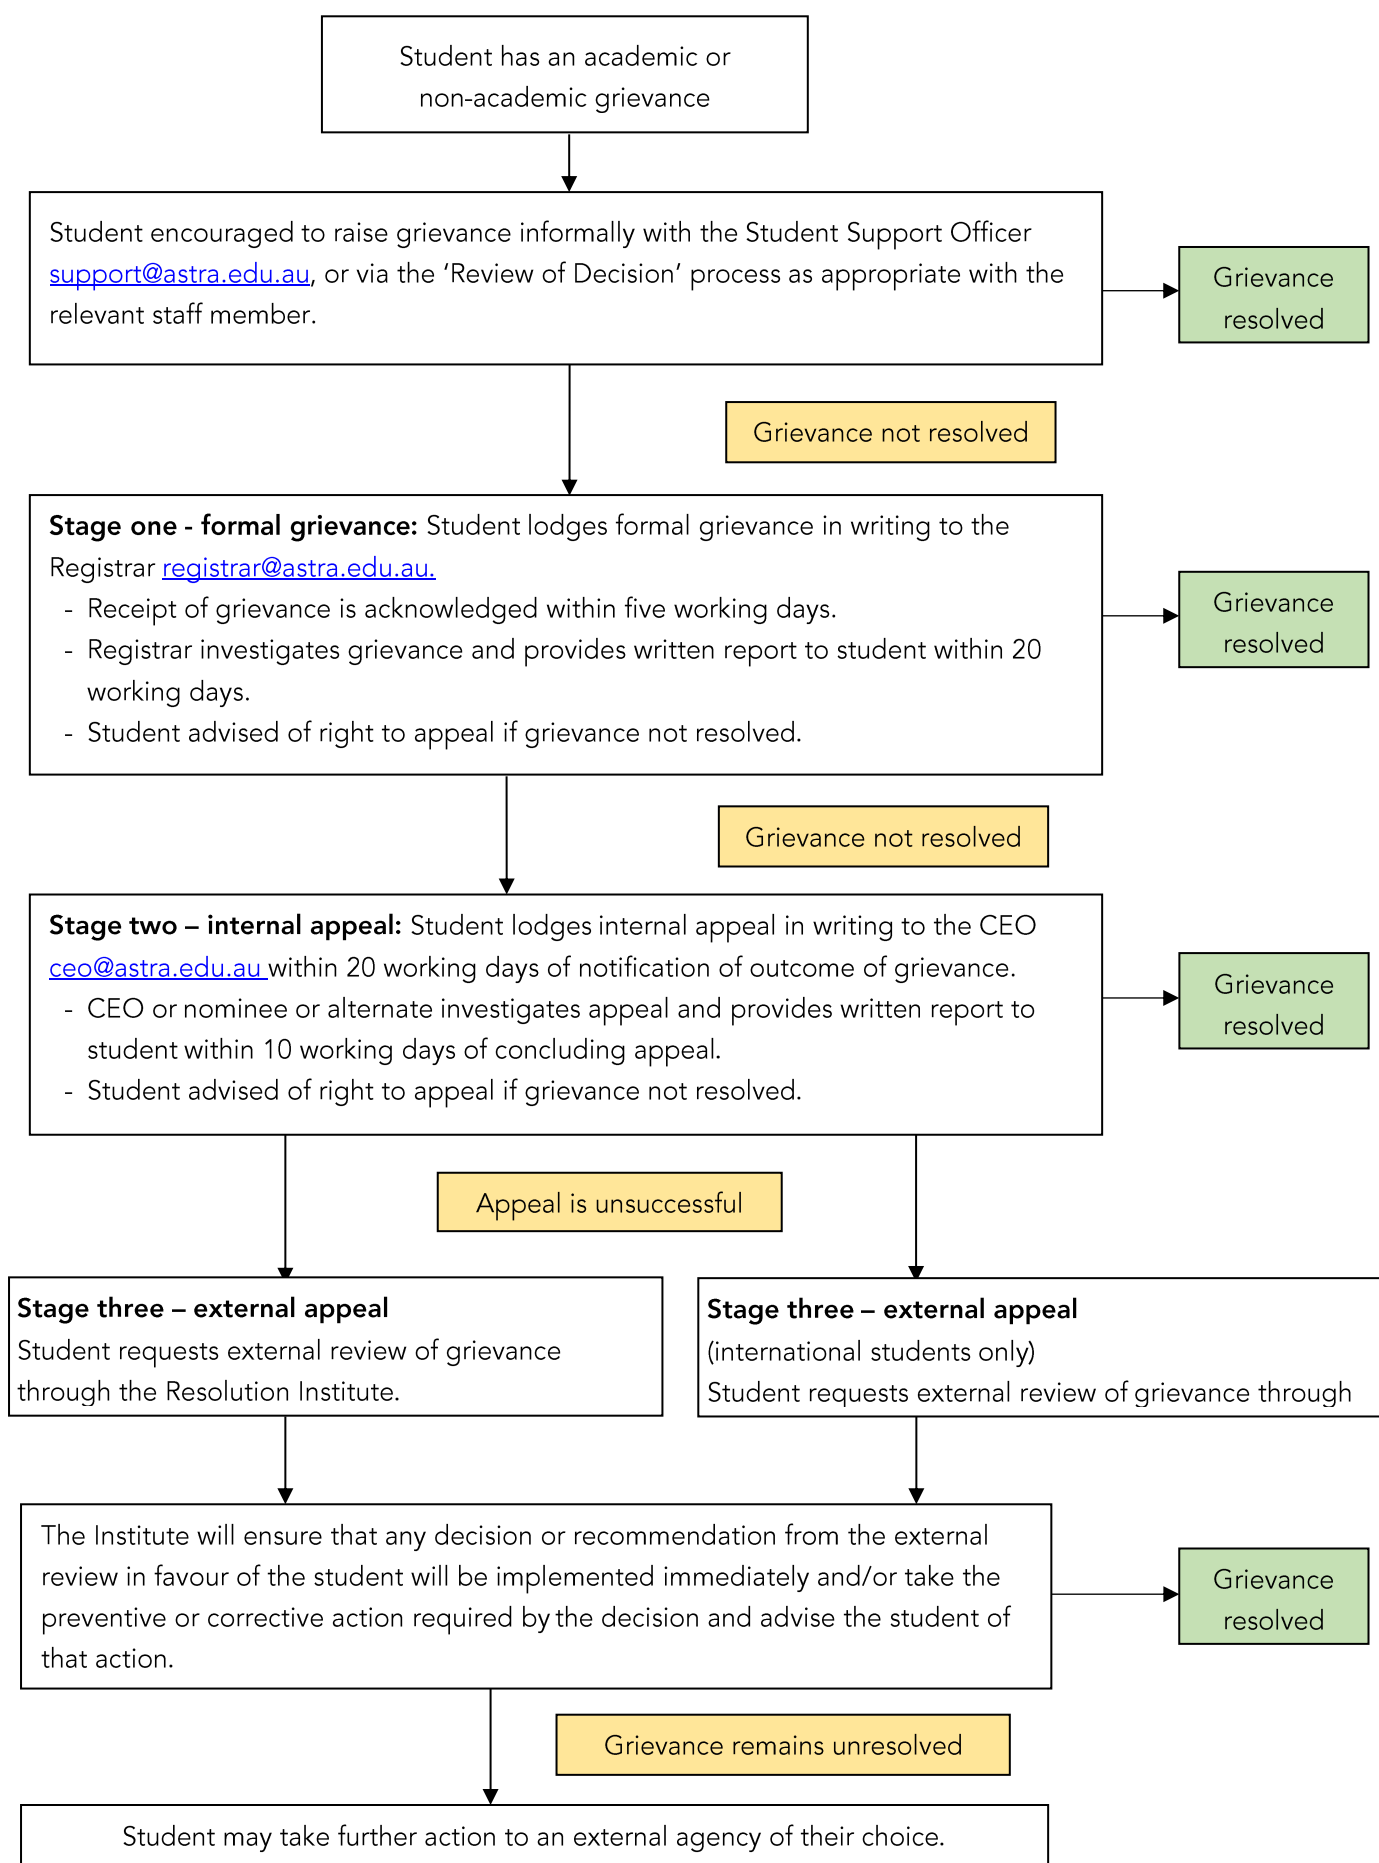 Student has an academic or
non-academic grievance
Student encouraged to raise grievance informally with the Student Support Officer
support@astra.edu.au, or via the ‘Review of Decision’ process as appropriate with the
relevant staff member.
Grievance
resolved
Grievance not resolved
Stage one - formal grievance: Student lodges formal grievance in writing to the
Registrar registrar@astra.edu.au.
- Receipt of grievance is acknowledged within five working days.
- Registrar investigates grievance and provides written report to student within 20
working days.
- Student advised of right to appeal if grievance not resolved.
Grievance
resolved
Grievance not resolved
Stage two – internal appeal: Student lodges internal appeal in writing to the CEO
ceo@astra.edu.au within 20 working days of notification of outcome of grievance.
- CEO or nominee or alternate investigates appeal and provides written report to
student within 10 working days of concluding appeal.
- Student advised of right to appeal if grievance not resolved.
Grievance
resolved
Appeal is unsuccessful
Stage three – external appeal
Student requests external review of grievance
through the Resolution Institute.
Stage three – external appeal
(international students only)
Student requests external review of grievance through
The Institute will ensure that any decision or recommendation from the external
review in favour of the student will be implemented immediately and/or take the
preventive or corrective action required by the decision and advise the student of
that action.
Grievance
resolved
Grievance remains unresolved
Student may take further action to an external agency of their choice.